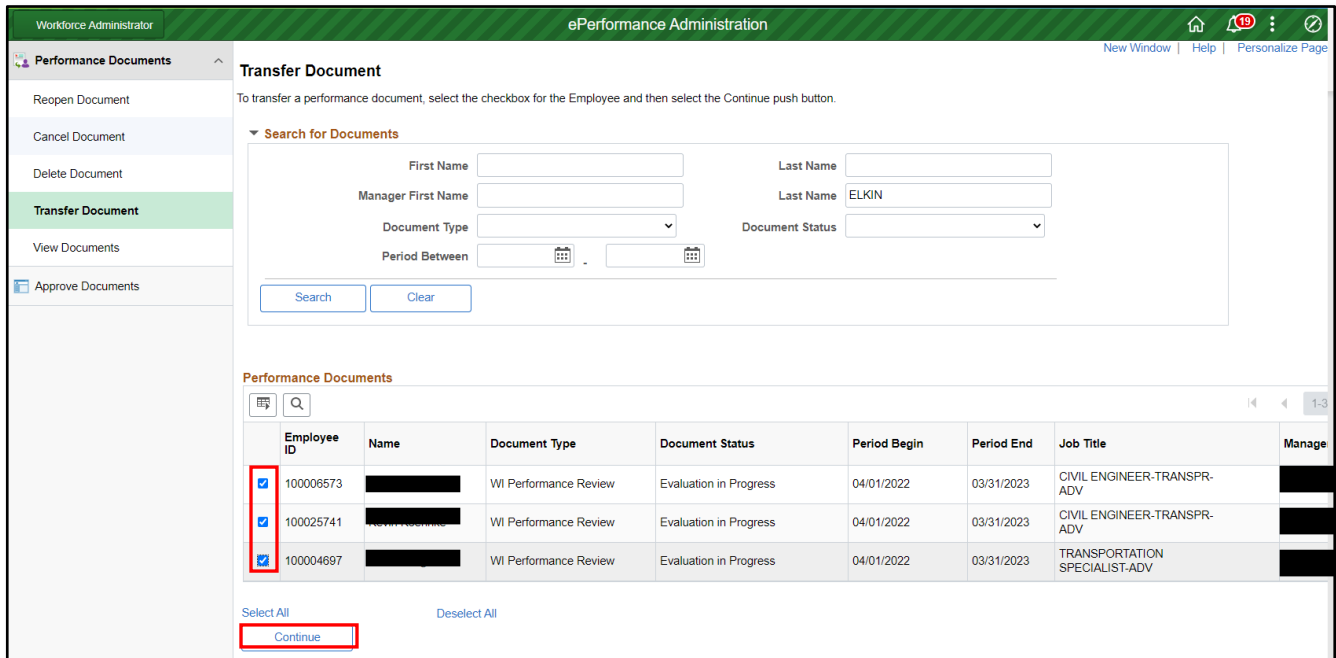 Workforce Administrator ePerformance Administration 19
New Window | Help | Personalize Page
Performance Documents
Reopen Document
Cancel Document
Delete Document
Transfer Document
View Documents
Approve Documents
Transfer Document
To transfer a performance document, select the checkbox for the Employee and then select the Continue push button.
Search for Documents
First Name Last Name
Manager First Name Last Name ELKIN
Document Type Document Status
Period Between -
Search Clear
Performance Documents
1-3
Employee ID Name Document Type Document Status Period Begin Period End Job Title Manage
100006573 WI Performance Review Evaluation in Progress 04/01/2022 03/31/2023 CIVIL ENGINEER-TRANSPR-
ADV
100025741 WI Performance Review Evaluation in Progress 04/01/2022 03/31/2023 CIVIL ENGINEER-TRANSPR-
ADV
100004697 WI Performance Review Evaluation in Progress 04/01/2022 03/31/2023 TRANSPORTATION
SPECIALIST-ADV
Select All Deselect All
Continue